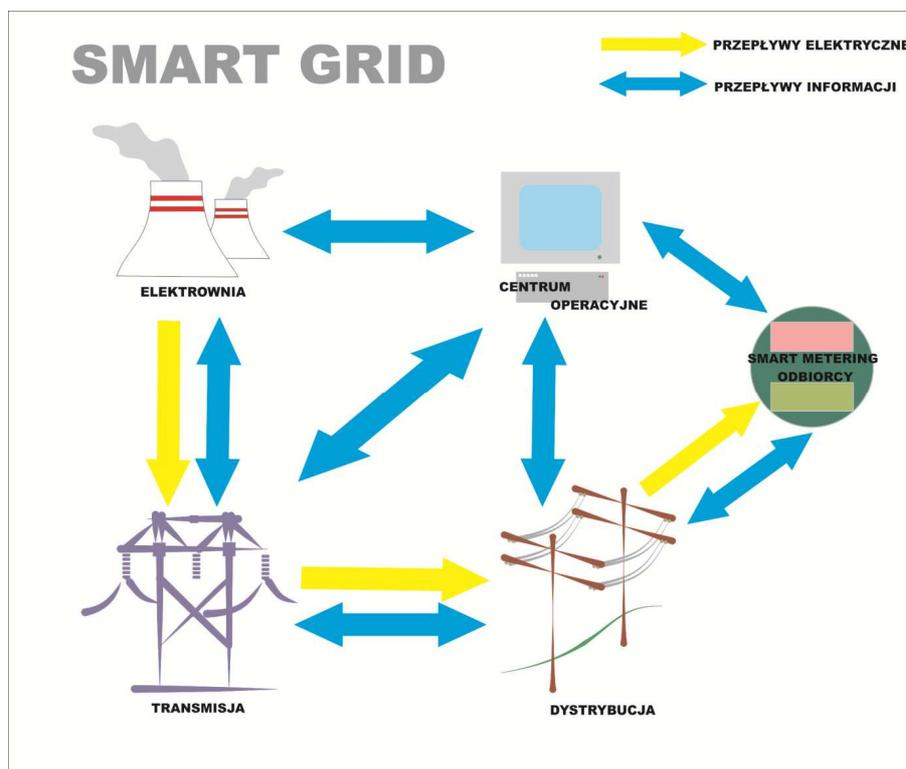 SMART GRID
PRZEPŁYWY ELEKTRYCZNE
PRZEPŁYWY INFORMACJI
ELEKTROWNIA
CENTRUM
OPERACYJNE
SMART METERING
ODBIORCY
TRANSMISJA
DYSTRYBUCJA